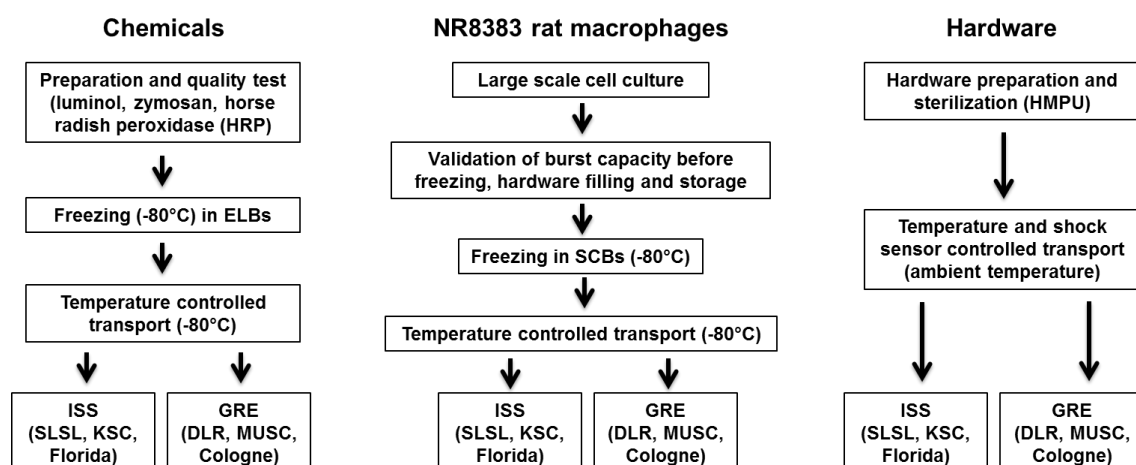 Chemicals
Preparation and quality test
(luminol, zymosan, horse
radish peroxidase (HRP)
Freezing (-80°C) in ELBs
Temperature controlled
transport (-80°C)
ISS
(SLSL, KSC,
Florida)
GRE
(DLR, MUSC,
Cologne)
NR8383 rat macrophages
Large scale cell culture
Validation of burst capacity before
freezing, hardware filling and storage
Freezing in SCBs (-80°C)
Temperature controlled transport (-80°C)
ISS
(SLSL, KSC,
Florida)
GRE
(DLR, MUSC,
Cologne)
Hardware
Hardware preparation and
sterilization (HMPU)
Temperature and shock
sensor controlled transport
(ambient temperature)
ISS
(SLSL, KSC,
Florida)
GRE
(DLR, MUSC,
Cologne)